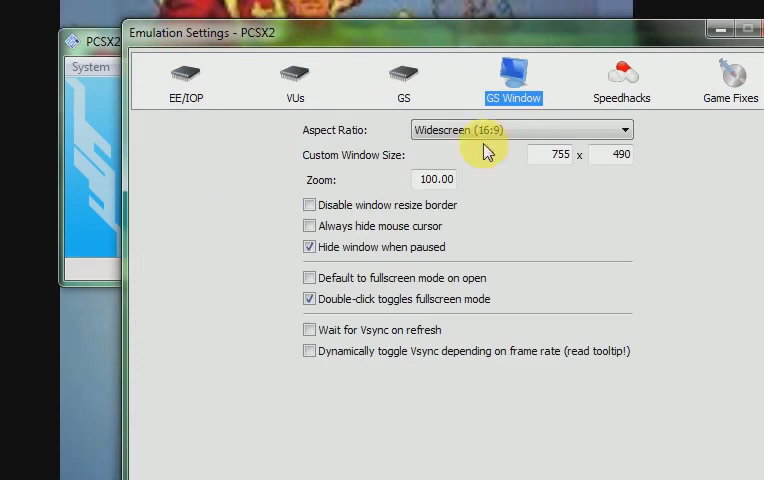 Emulation Settings - PCSX2
PCSX2
System
EE/IOP
VUs
GS
GS Window
Speedhacks
Game Fixes
Aspect Ratio: Widescreen (16:9)
Custom Window Size: 755 x 490
Zoom: 100.00
Disable window resize border
Always hide mouse cursor
Hide window when paused
Default to fullscreen mode on open
Double-click toggles fullscreen mode
Wait for Vsync on refresh
Dynamically toggle Vsync depending on frame rate (read tooltip!)